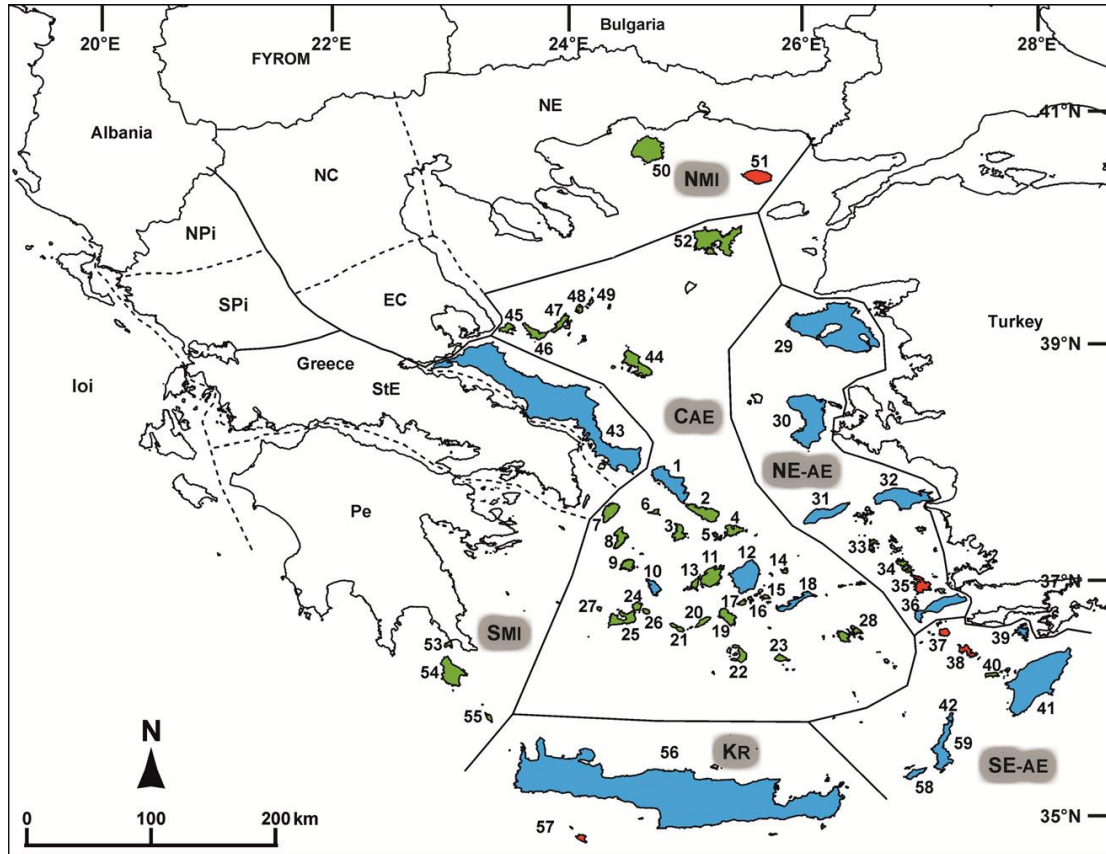 20°E 22°E 24°E Bulgaria 26°E 28°E
FYROM
NE
41°N
Albania
50 51
NMI
NC
52
NPi
EC
SPi
45 47 48 49
46
29
Turkey
39°N
Greece
44
Ioi
StE
CAE
30
43
NE-AE
1
32
6 2
31
7
3 5 4
Pe
8
33
9 11 12 14
34
10 13
35
37°N
15 18
17 16
36
27 24
20
25 26 21 19
28
SMI
37 39
53
22 23
38
54
40
55
42
41
N
KR
56
59
SE-AE
58
35°N
57
0 100 200 km